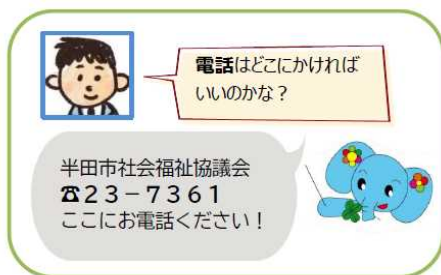 電話はどこにかければ
いいのかな？
半田市社会福祉協議会
☎２３－７３６１
ここにお電話ください！